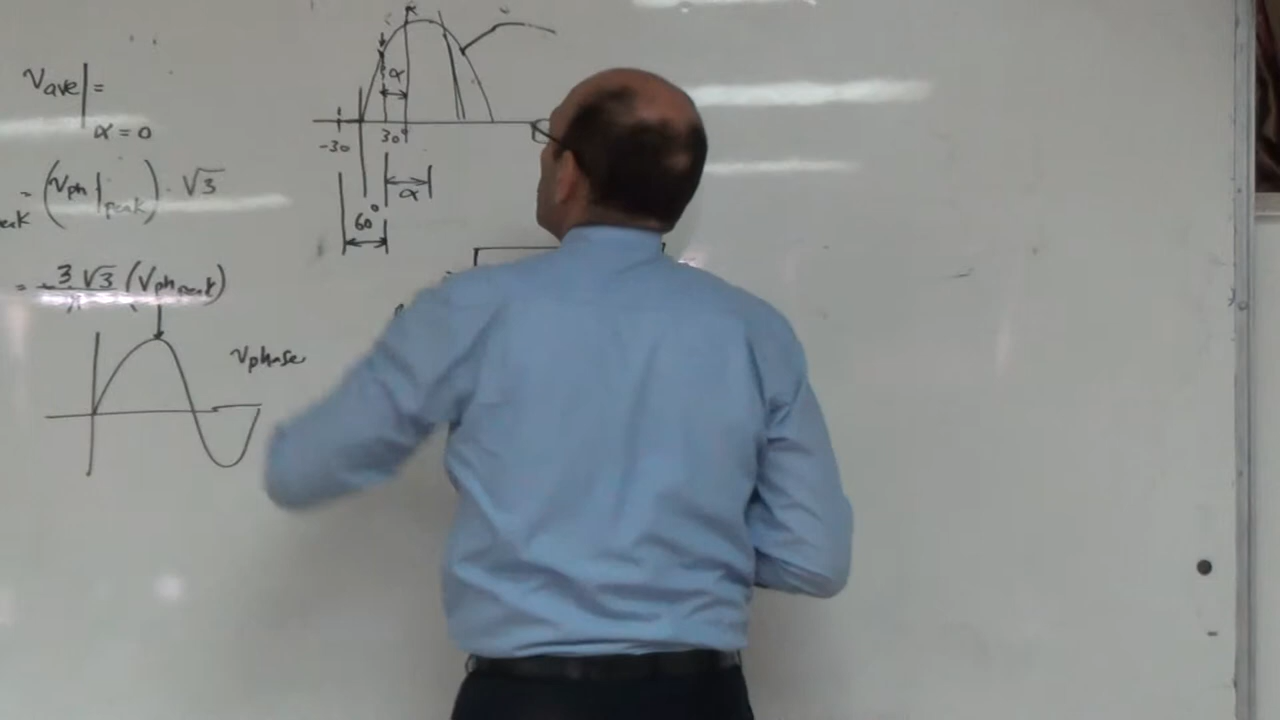 Vave| =
α = 0
= (Vph|peak) · √3
= 3√3 (Vph peak)
Vphase
α
-30
30°
α
60°